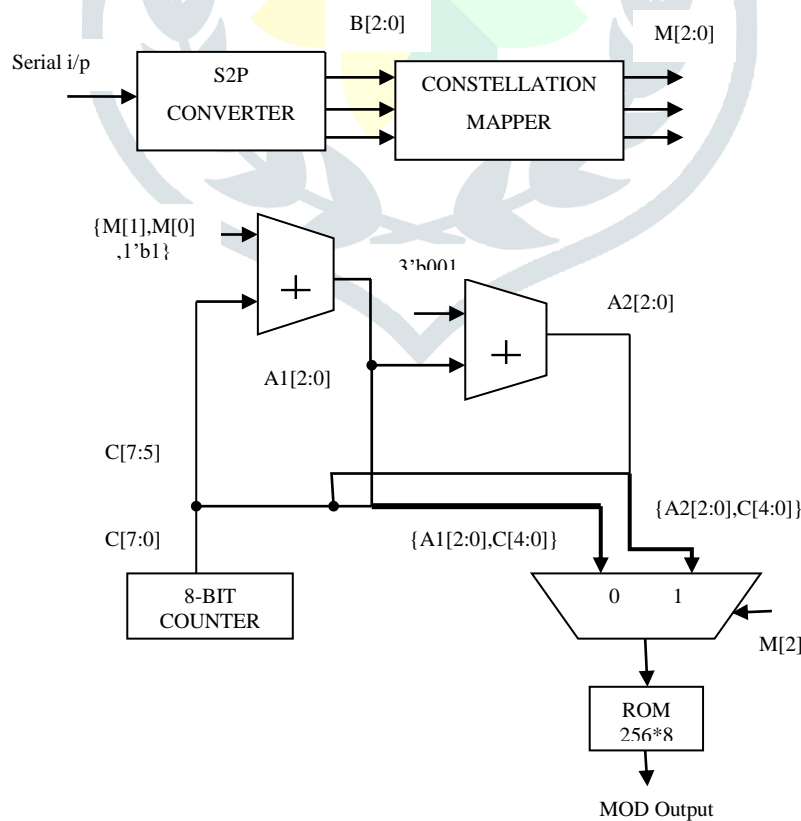 B[2:0]
M[2:0]
Serial i/p
S2P
CONVERTER
CONSTELLATION
MAPPER
{M[1],M[0]
,1'b1}
3'b001
+
A2[2:0]
+
A1[2:0]
C[7:5]
C[7:0]
{A1[2:0],C[4:0]}
{A2[2:0],C[4:0]}
8-BIT
COUNTER
0 1
M[2]
ROM
256*8
MOD Output